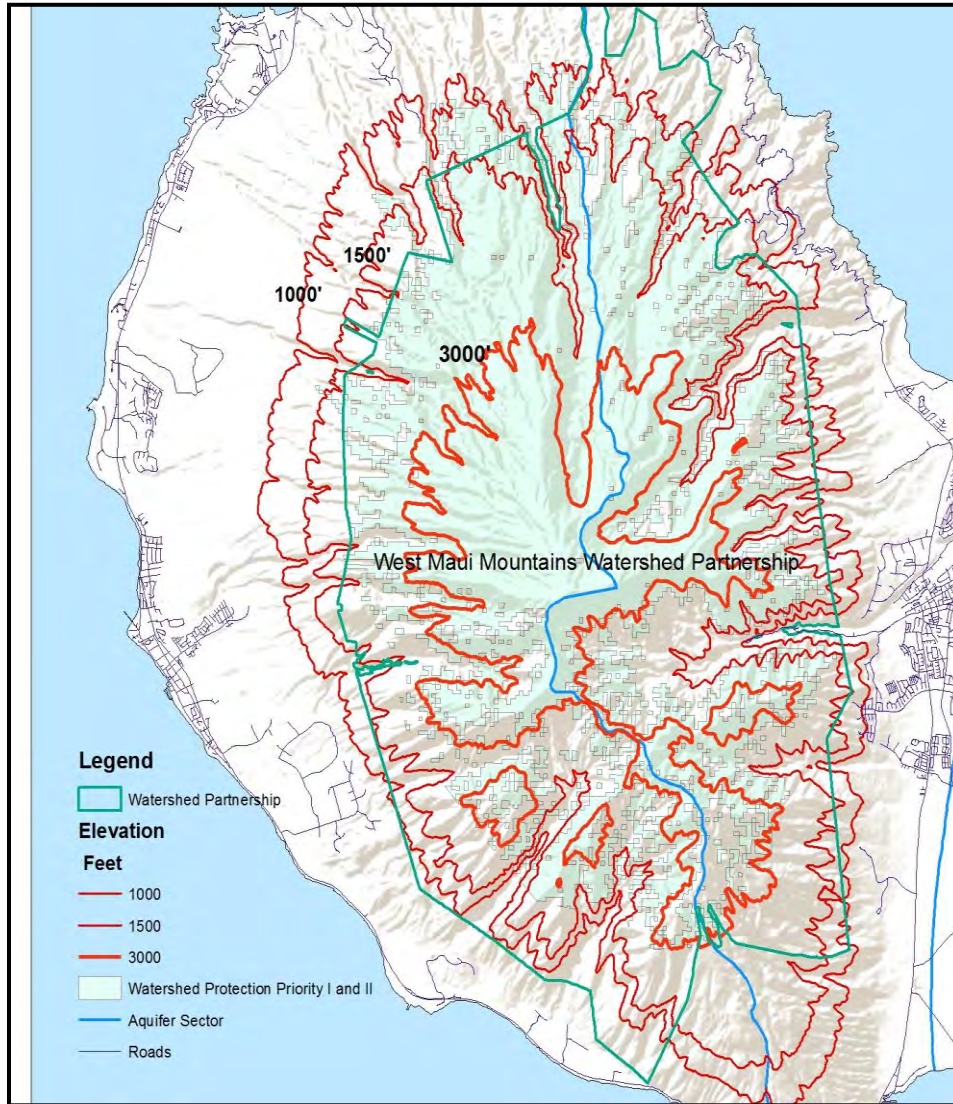 1500'
1000'
3000'
West Maui Mountains Watershed Partnership
Legend
Watershed Partnership
Elevation
Feet
1000
1500
3000
Watershed Protection Priority I and II
Aquifer Sector
Roads